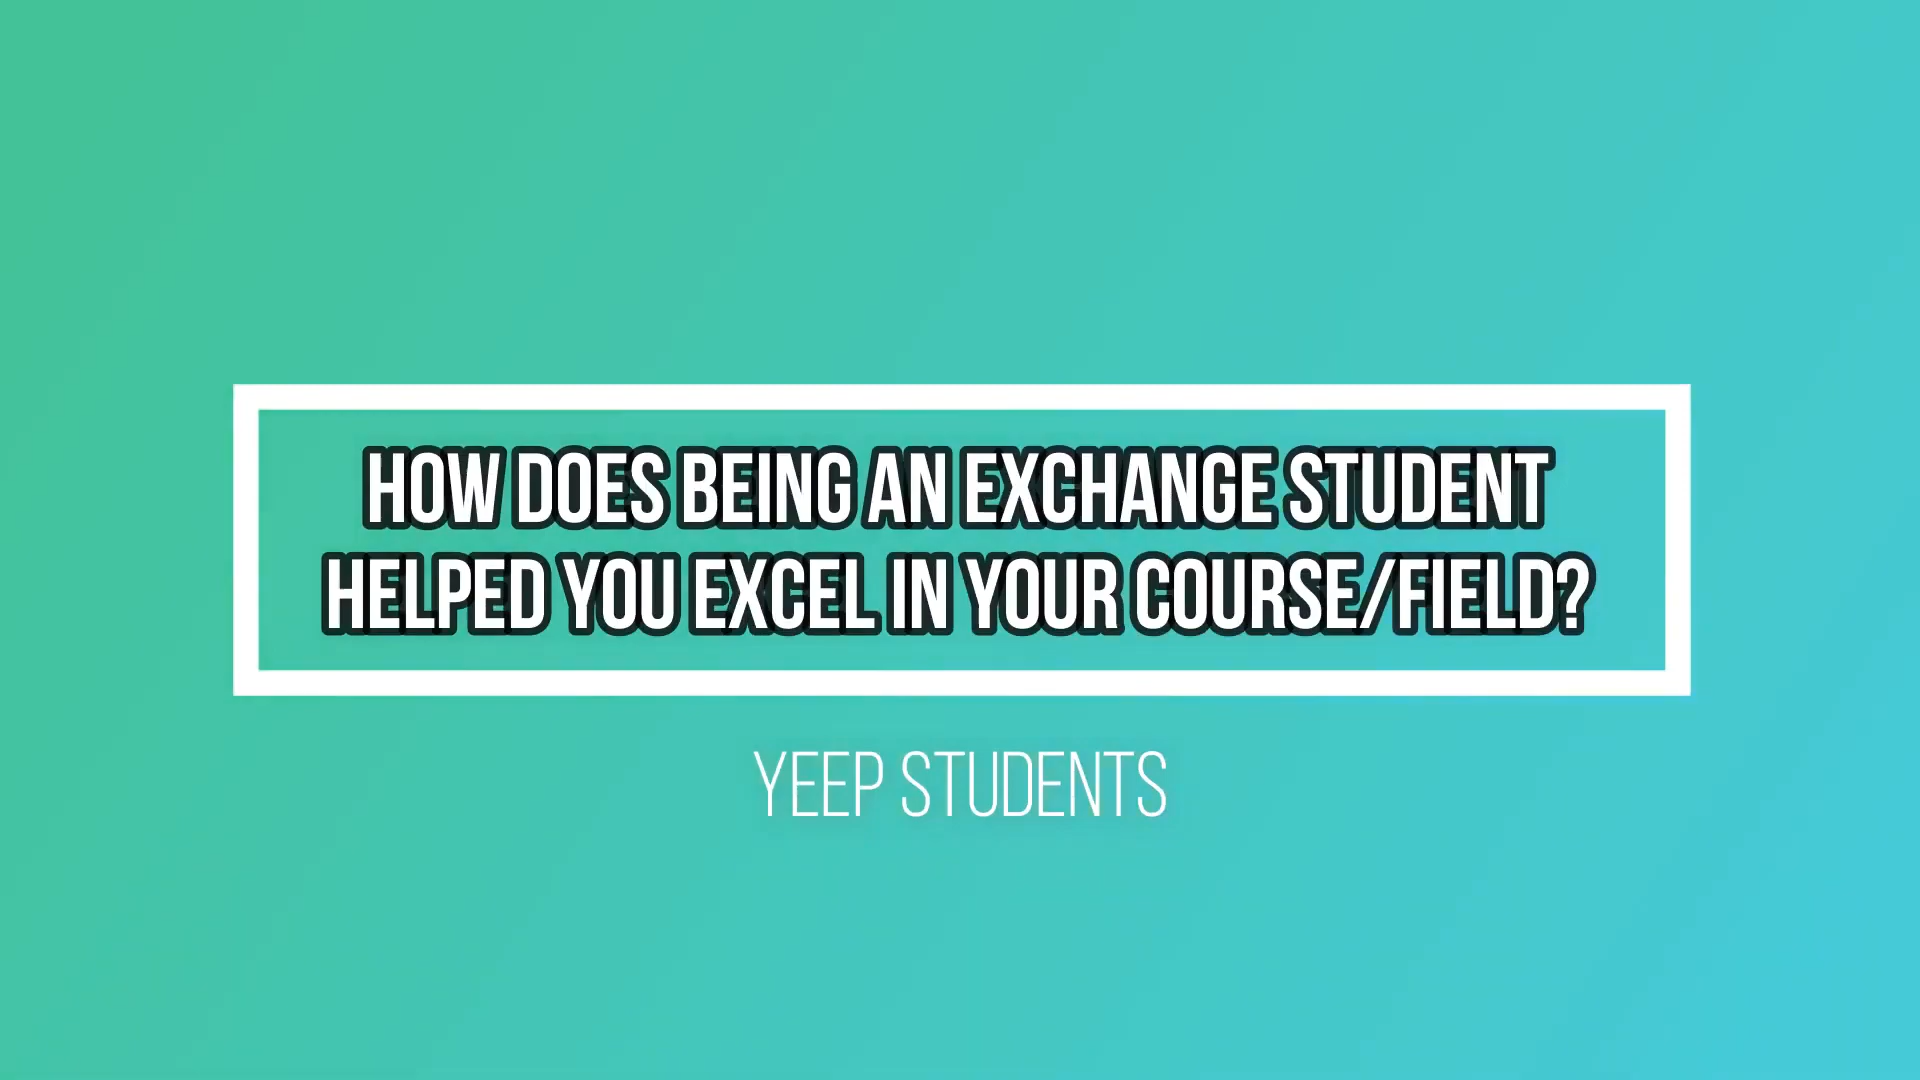 HOW DOES BEING AN EXCHANGE STUDENT
HELPED YOU EXCEL IN YOUR COURSE/FIELD?
YEEP STUDENTS